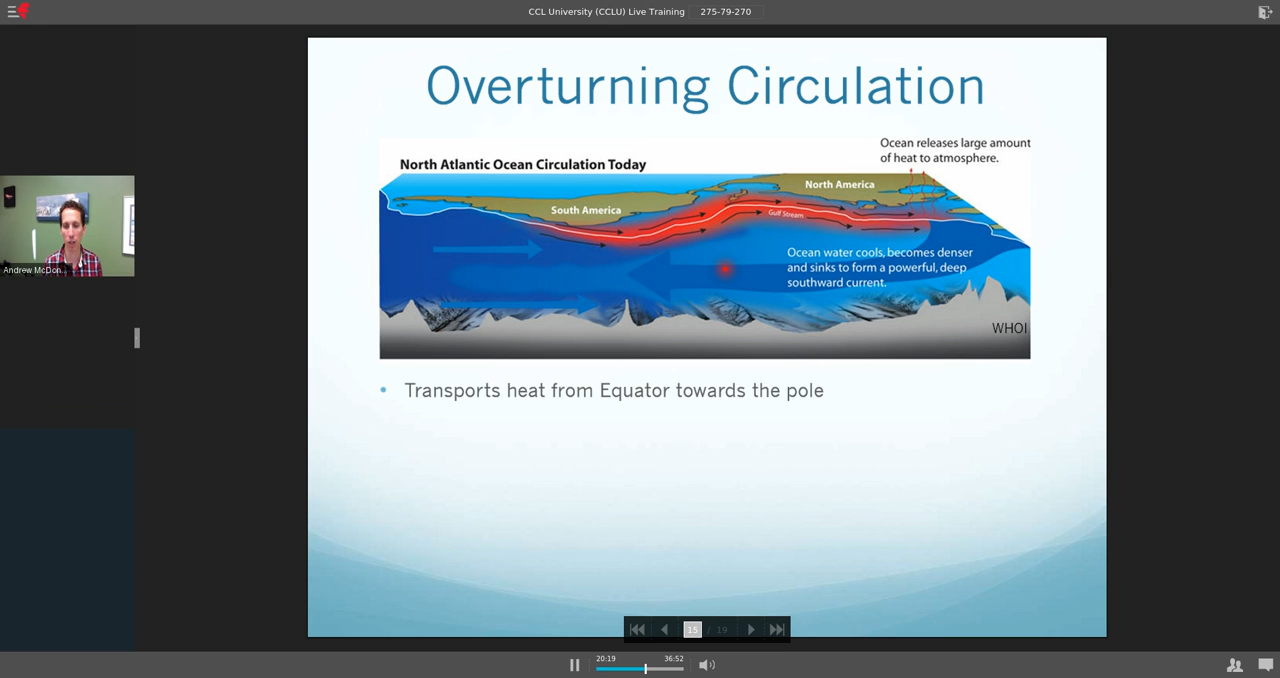 CCL University (CCLU) Live Training 275-79-270
Overturning Circulation
Ocean releases large amount
of heat to atmosphere.
North Atlantic Ocean Circulation Today
North America
South America
Gulf Stream
Ocean water cools, becomes denser
and sinks to form a powerful, deep
southward current.
WHOI
Andrew McDon...
• Transports heat from Equator towards the pole
15 / 19
20:19 36:52